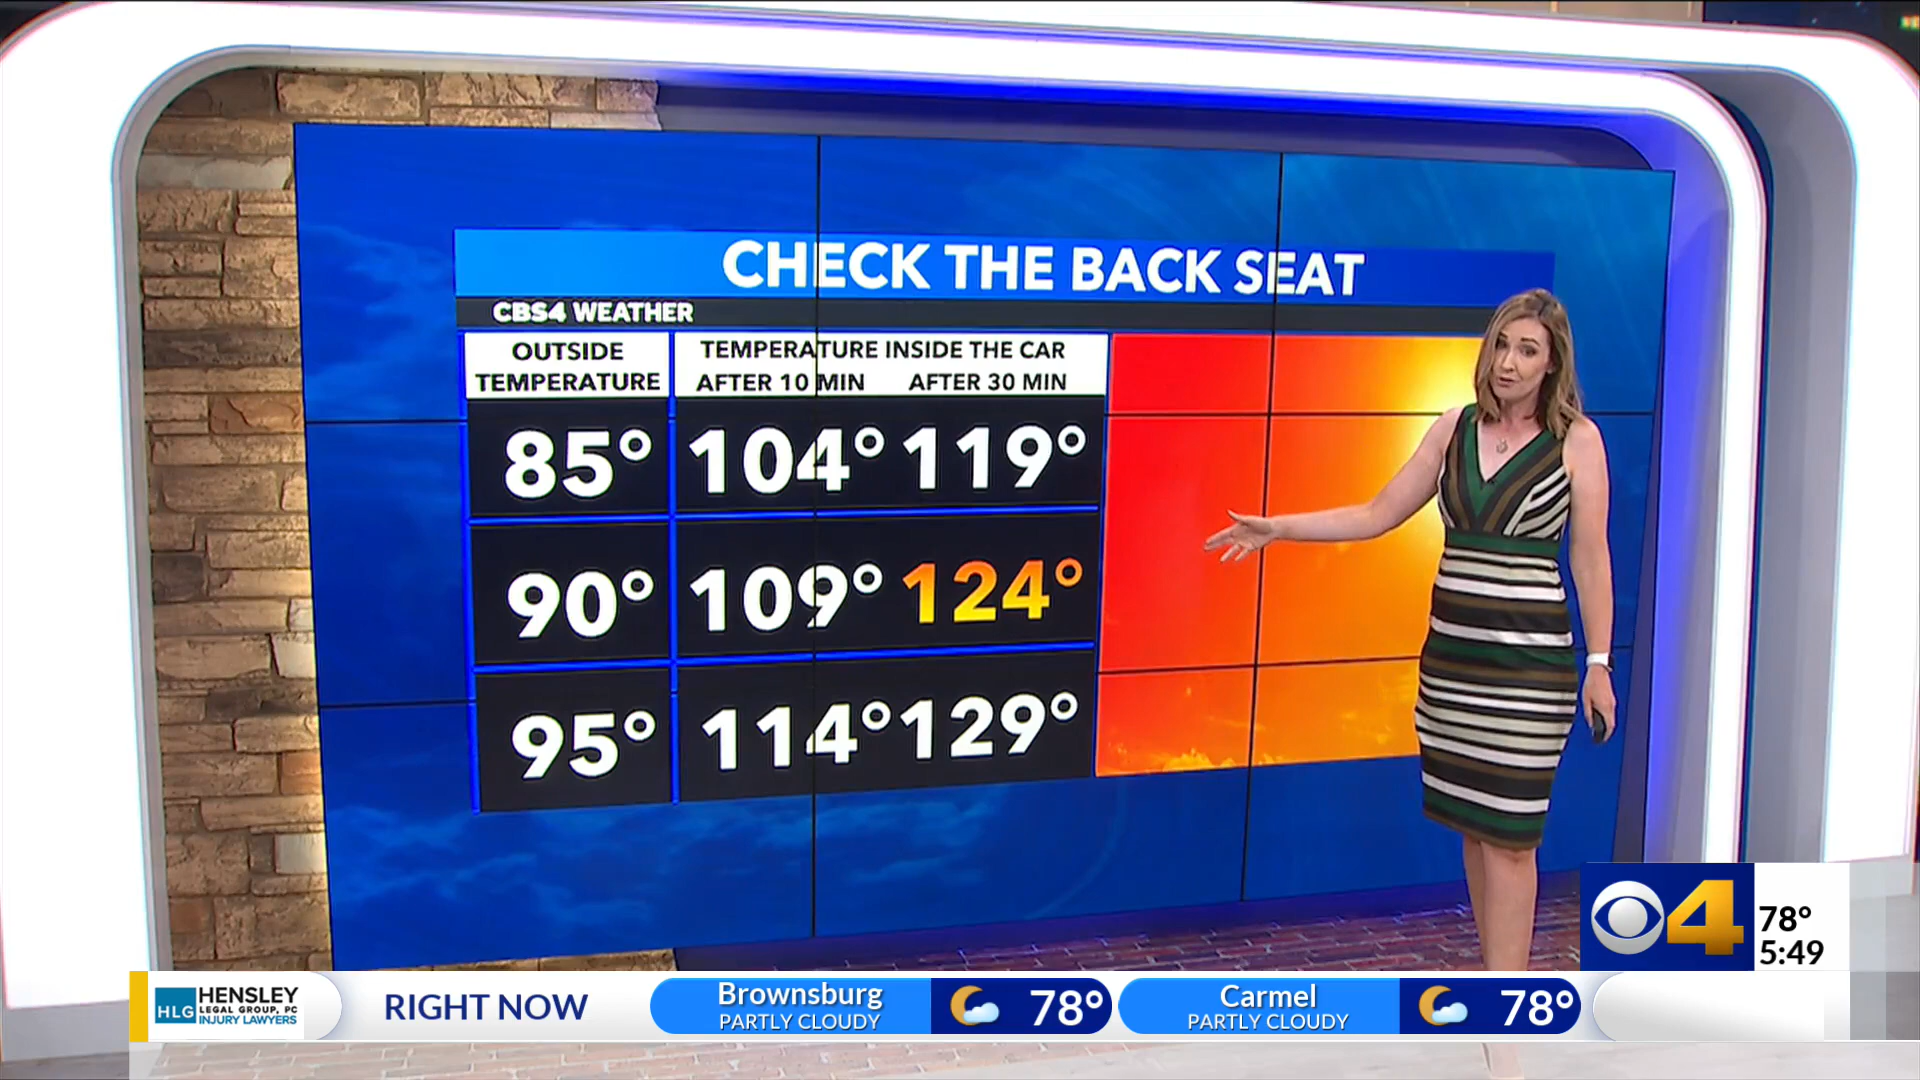 CHECK THE BACK SEAT
CBS4 WEATHER
OUTSIDE TEMPERATURE
TEMPERATURE INSIDE THE CAR
AFTER 10 MIN AFTER 30 MIN
85° 104° 119°
90° 109° 124°
95° 114° 129°
4
78°
5:49
HLG
HENSLEY
LEGAL GROUP, PC
INJURY LAWYERS
RIGHT NOW
Brownsburg
PARTLY CLOUDY
78°
Carmel
PARTLY CLOUDY
78°